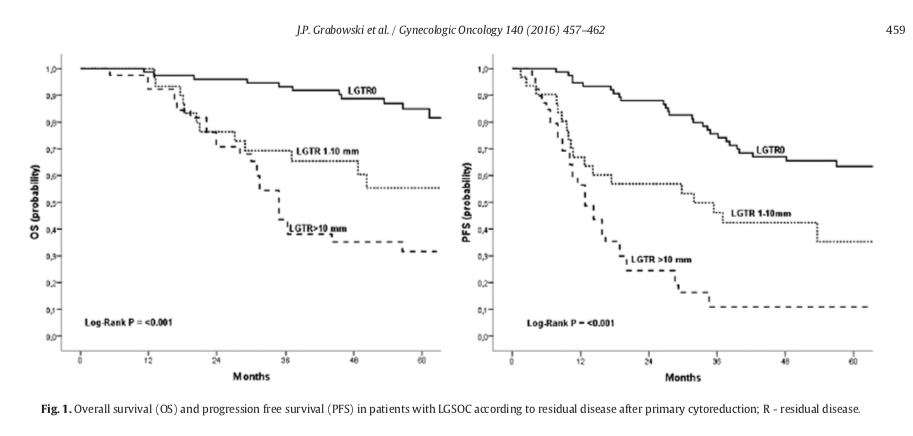 J.P. Grabowski et al. / Gynecologic Oncology 140 (2016) 457–462
459
1,0
0,9
0,8
0,7
0,6
0,5
0,4
0,3
0,2
0,1
0,0
OS (probability)
LGTR0
LGTR 1-10 mm
LGTR>10 mm
Log-Rank P = <0.001
0 12 24 36 48 60
Months
1,0
0,9
0,8
0,7
0,6
0,5
0,4
0,3
0,2
0,1
0,0
PFS (probability)
LGTR0
LGTR 1-10mm
LGTR >10 mm
Log-Rank P = <0.001
0 12 24 36 48 60
Months
Fig. 1. Overall survival (OS) and progression free survival (PFS) in patients with LGSOC according to residual disease after primary cytoreduction; R - residual disease.